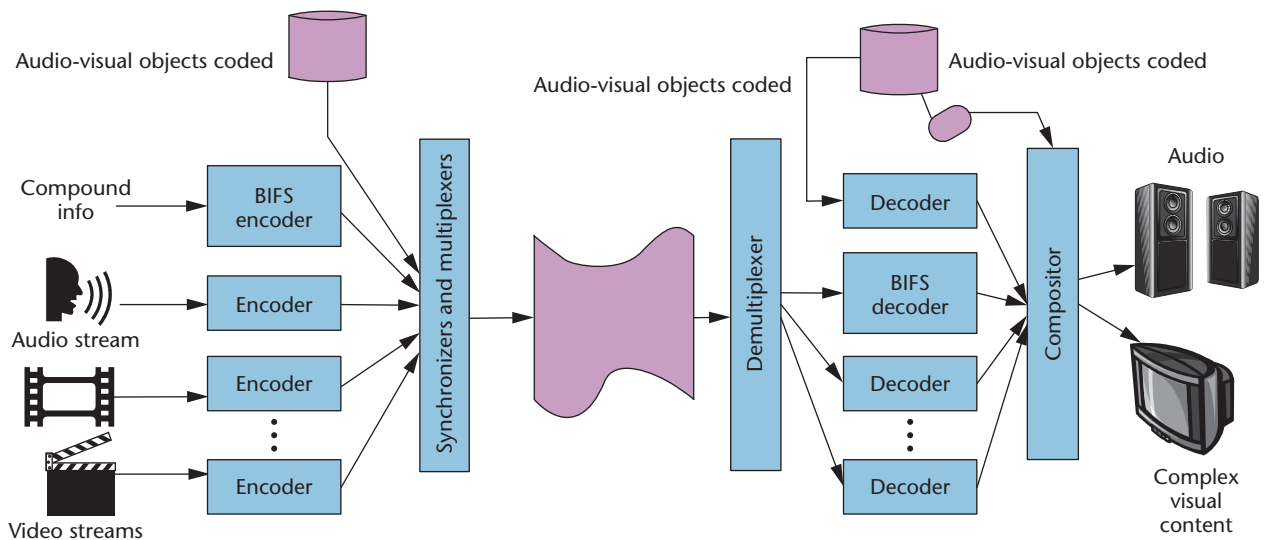 Audio-visual objects coded
Compound
info
BIFS
encoder
Audio stream
Encoder
Encoder
Encoder
Video streams
Synchronizers and multiplexers
Audio-visual objects coded
Audio-visual objects coded
Demultiplexer
Decoder
BIFS
decoder
Decoder
Decoder
Compositor
Audio
Complex
visual
content